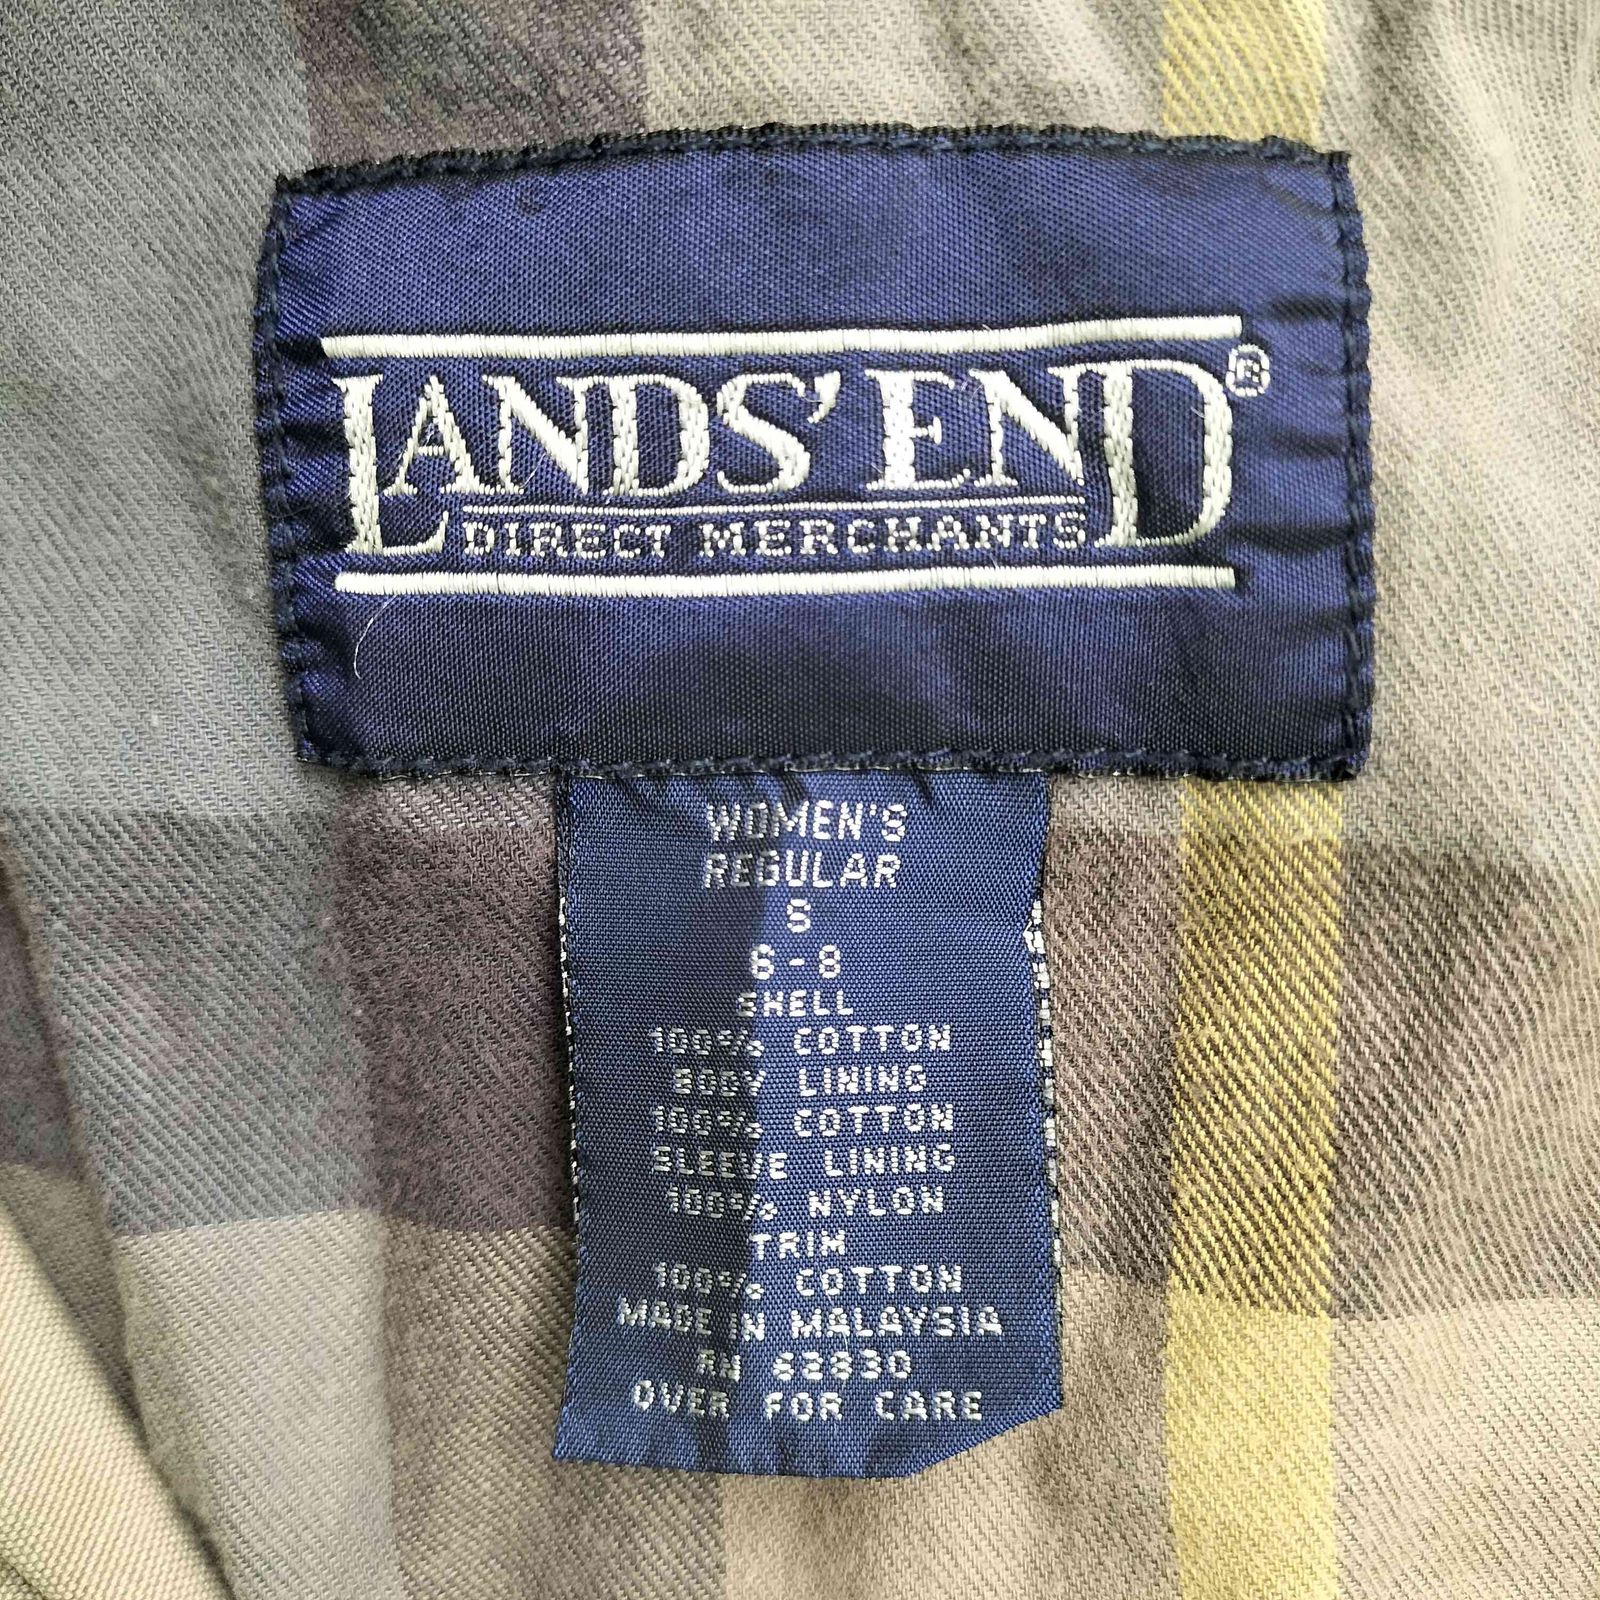 LANDS' END®
DIRECT MERCHANTS
WOMEN'S
REGULAR
S
6-8
SHELL
100% COTTON
BODY LINING
100% COTTON
SLEEVE LINING
100% NYLON
TRIM
100% COTTON
MADE IN MALAYSIA
RN 62830
OVER FOR CARE